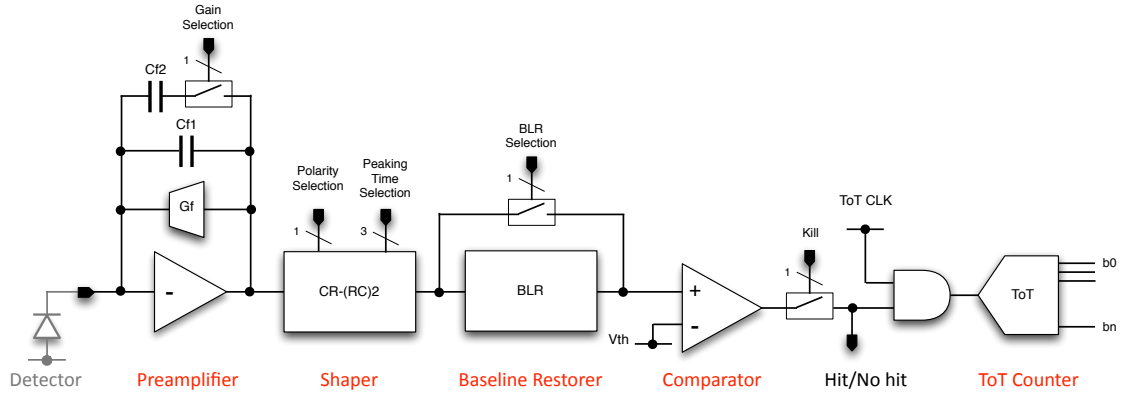 Gain
Selection
1
Cf2
Cf1
Gf
-
Polarity
Selection
1
Peaking
Time
Selection
3
CR-(RC)2
BLR
Selection
1
BLR
+
-
Vth
Kill
1
ToT CLK
ToT
b0
bn
Detector
Preamplifier
Shaper
Baseline Restorer
Comparator
Hit/No hit
ToT Counter